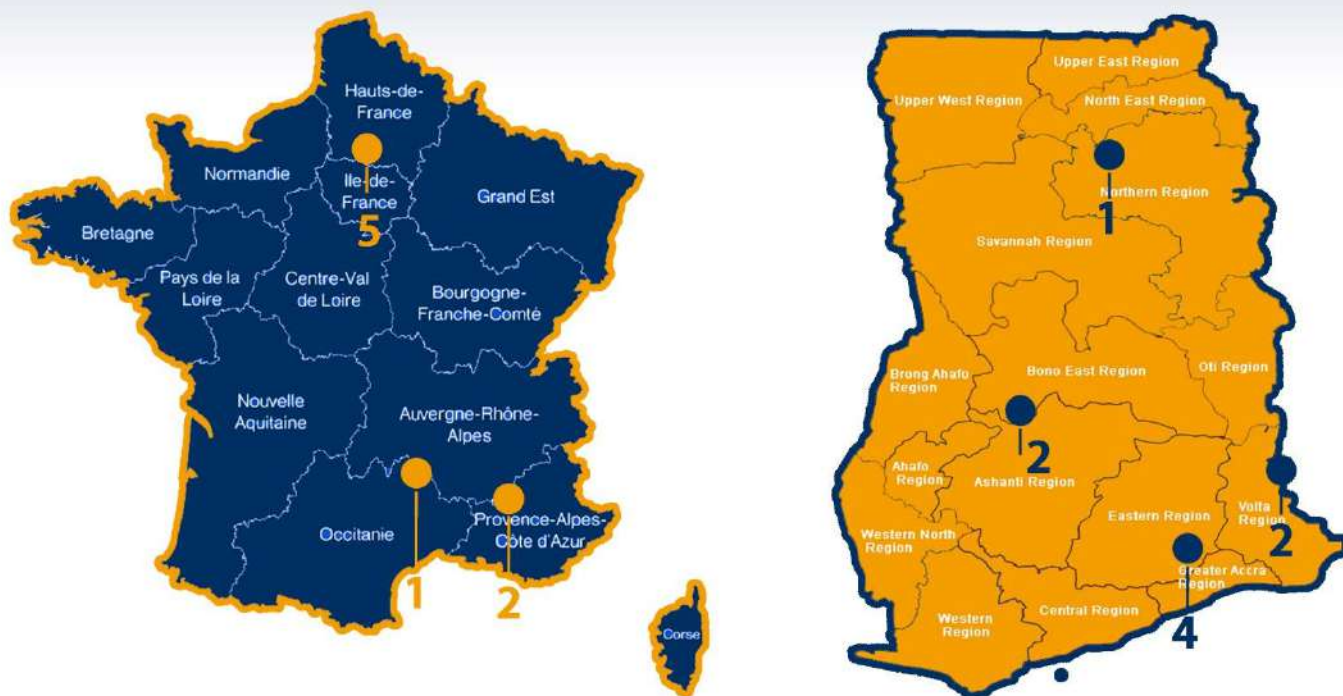 Hauts-de-
France
Normandie
Ile-de-
France
5
Grand Est
Bretagne
Pays de la
Loire
Centre-Val
de Loire
Bourgogne-
Franche-Comté
Nouvelle
Aquitaine
Auvergne-Rhône-
Alpes
Occitanie
Provence-Alpes-
Côte d'Azur
1
2
Corse
Upper East Region
Upper West Region
North East Region
Northern Region
1
Savannah Region
Brong Ahafo
Region
Bono East Region
Oti Region
2
Ahafo
Region
Ashanti Region
Eastern Region
Volta
Region
2
Western North
Region
Greater Accra
Region
Central Region
4
Western
Region